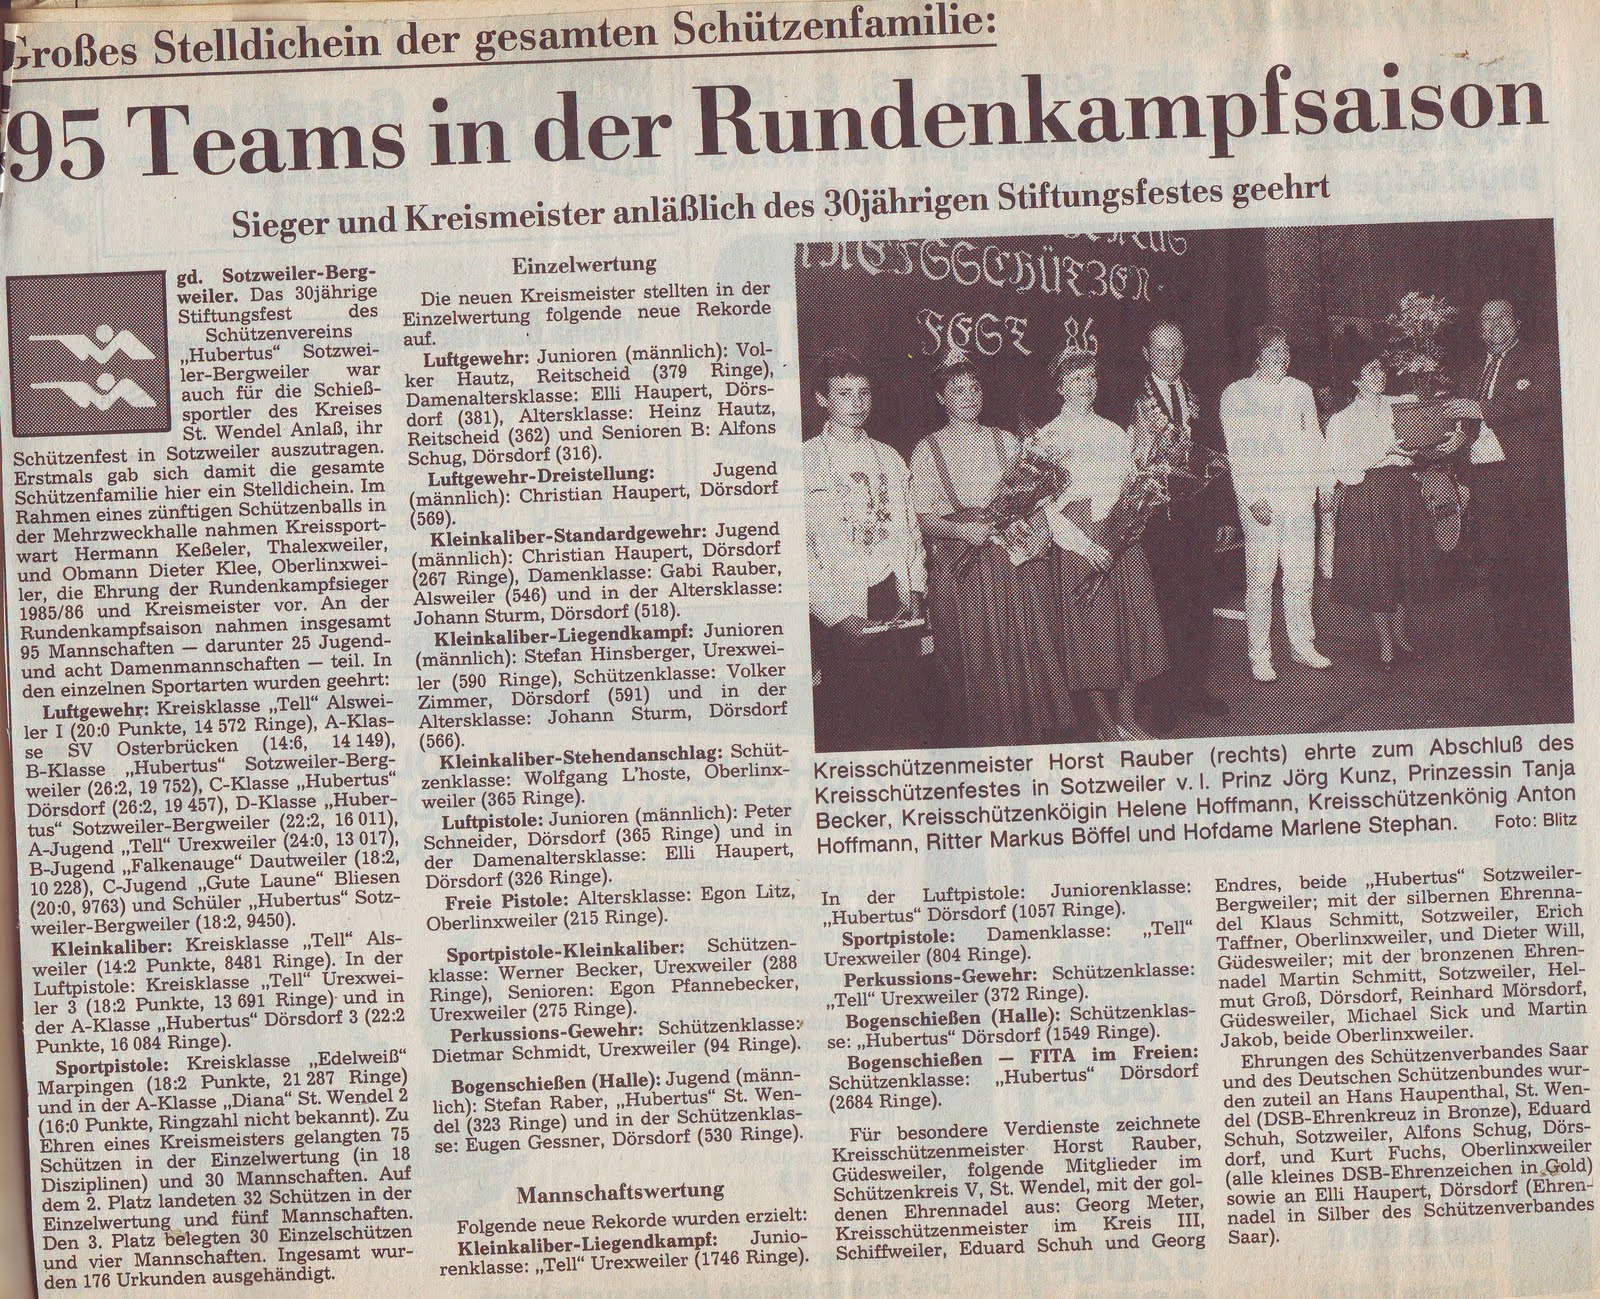 Großes Stelldichein der gesamten Schützenfamilie:
95 Teams in der Rundenkampfsaison
Sieger und Kreismeister anläßlich des 30jährigen Stiftungsfestes geehrt
gd. Sotzweiler-Berg-
weiler. Das 30jährige
Stiftungsfest des
Schützenvereins
„Hubertus“ Sotzwei-
ler-Bergweiler war
auch für die Schieß-
sportler des Kreises
St. Wendel Anlaß, ihr
Schützenfest in Sotzweiler auszutragen.
Erstmals gab sich damit die gesamte
Schützenfamilie hier ein Stelldichein. Im
Rahmen eines zünftigen Schützenballs in
der Mehrzweckhalle nahmen Kreissport-
wart Hermann Keßeler, Thalexweiler,
und Obmann Dieter Klee, Oberlinxwei-
ler, die Ehrung der Rundenkampfsieger
1985/86 und Kreismeister vor. An der
Rundenkampfsaison nahmen insgesamt
95 Mannschaften — darunter 25 Jugend-
und acht Damenmannschaften — teil. In
den einzelnen Sportarten wurden geehrt:
Luftgewehr: Kreisklasse „Tell“ Alswei-
ler I (20:0 Punkte, 14 572 Ringe), A-Klas-
se SV Osterbrücken (14:6, 14 149),
B-Klasse „Hubertus“ Sotzweiler-Berg-
weiler (26:2, 19 752), C-Klasse „Hubertus“
Dörsdorf (26:2, 19 457), D-Klasse „Huber-
tus“ Sotzweiler-Bergweiler (22:2, 16 011),
A-Jugend „Tell“ Urexweiler (24:0, 13 017),
B-Jugend „Falkenauge“ Dautweiler (18:2,
10 228), C-Jugend „Gute Laune“ Bliesen
(20:0, 9763) und Schüler „Hubertus“ Sotz-
weiler-Bergweiler (18:2, 9450).
Kleinkaliber: Kreisklasse „Tell“ Als-
weiler (14:2 Punkte, 8481 Ringe). In der
Luftpistole: Kreisklasse „Tell“ Urexwei-
ler 3 (18:2 Punkte, 13 691 Ringe) und in
der A-Klasse „Hubertus“ Dörsdorf 3 (22:2
Punkte, 16 084 Ringe).
Sportpistole: Kreisklasse „Edelweiß“
Marpingen (18:2 Punkte, 21 287 Ringe)
und in der A-Klasse „Diana“ St. Wendel 2
(16:0 Punkte, Ringzahl nicht bekannt). Zu
Ehren eines Kreismeisters gelangten 75
Schützen in der Einzelwertung (in 18
Disziplinen) und 30 Mannschaften. Auf
dem 2. Platz landeten 32 Schützen in der
Einzelwertung und fünf Mannschaften.
Den 3. Platz belegten 30 Einzelschützen
und vier Mannschaften. Ingesamt wur-
den 176 Urkunden ausgehändigt.
Einzelwertung
Die neuen Kreismeister stellten in der
Einzelwertung folgende neue Rekorde
auf.
Luftgewehr: Junioren (männlich): Vol-
ker Hautz, Reitscheid (379 Ringe),
Damenaltersklasse: Elli Haupert, Dörs-
dorf (381), Altersklasse: Heinz Hautz,
Reitscheid (362) und Senioren B: Alfons
Schug, Dörsdorf (316).
Luftgewehr-Dreistellung: Jugend
(männlich): Christian Haupert, Dörsdorf
(569).
Kleinkaliber-Standardgewehr: Jugend
(männlich): Christian Haupert, Dörsdorf
(267 Ringe), Damenklasse: Gabi Rauber,
Alsweiler (546) und in der Altersklasse:
Johann Sturm, Dörsdorf (518).
Kleinkaliber-Liegendkampf: Junioren
(männlich): Stefan Hinsberger, Urexwei-
ler (590 Ringe), Schützenklasse: Volker
Zimmer, Dörsdorf (591) und in der
Altersklasse: Johann Sturm, Dörsdorf
(566).
Kleinkaliber-Stehendanschlag: Schüt-
zenklasse: Wolfgang L'hoste, Oberlinx-
weiler (365 Ringe).
Luftpistole: Junioren (männlich): Peter
Schneider, Dörsdorf (365 Ringe) und in
der Damenaltersklasse: Elli Haupert,
Dörsdorf (326 Ringe).
Freie Pistole: Altersklasse: Egon Litz,
Oberlinxweiler (215 Ringe).
Sportpistole-Kleinkaliber: Schützen-
klasse: Werner Becker, Urexweiler (288
Ringe), Senioren: Egon Pfannebecker,
Urexweiler (275 Ringe).
Perkussions-Gewehr: Schützenklasse:
Dietmar Schmidt, Urexweiler (94 Ringe).
Bogenschießen (Halle): Jugend (männ-
lich): Stefan Raber, „Hubertus“ St. Wen-
del (323 Ringe) und in der Schützenklas-
se: Eugen Gessner, Dörsdorf (530 Ringe).
Mannschaftswertung
Folgende neue Rekorde wurden erzielt:
Kleinkaliber-Liegendkampf: Junio-
renklasse: „Tell“ Urexweiler (1746 Ringe).
KREISSCHÜTZEN-
FEST 86
Kreisschützenmeister Horst Rauber (rechts) ehrte zum Abschluß des
Kreisschützenfestes in Sotzweiler v. l. Prinz Jörg Kunz, Prinzessin Tanja
Becker, Kreisschützenköigin Helene Hoffmann, Kreisschützenkönig Anton
Hoffmann, Ritter Markus Böffel und Hofdame Marlene Stephan. Foto: Blitz
In der Luftpistole: Juniorenklasse:
„Hubertus“ Dörsdorf (1057 Ringe).
Sportpistole: Damenklasse: „Tell“
Urexweiler (804 Ringe).
Perkussions-Gewehr: Schützenklasse:
„Tell“ Urexweiler (372 Ringe).
Bogenschießen (Halle): Schützenklas-
se: „Hubertus“ Dörsdorf (1549 Ringe).
Bogenschießen — FITA im Freien:
Schützenklasse: „Hubertus“ Dörsdorf
(2684 Ringe).
Für besondere Verdienste zeichnete
Kreisschützenmeister Horst Rauber,
Güdesweiler, folgende Mitglieder im
Schützenkreis V, St. Wendel, mit der gol-
denen Ehrennadel aus: Georg Meter,
Kreisschützenmeister im Kreis III,
Schiffweiler, Eduard Schuh und Georg
Endres, beide „Hubertus“ Sotzweiler-
Bergweiler; mit der silbernen Ehrenna-
del Klaus Schmitt, Sotzweiler, Erich
Taffner, Oberlinxweiler, und Dieter Will,
Güdesweiler; mit der bronzenen Ehren-
nadel Martin Schmitt, Sotzweiler, Hel-
mut Groß, Dörsdorf, Reinhard Mörsdorf,
Güdesweiler, Michael Sick und Martin
Jakob, beide Oberlinxweiler.
Ehrungen des Schützenverbandes Saar
und des Deutschen Schützenbundes wur-
den zuteil an Hans Haupenthal, St. Wen-
del (DSB-Ehrenkreuz in Bronze), Eduard
Schuh, Sotzweiler, Alfons Schug, Dörs-
dorf, und Kurt Fuchs, Oberlinxweiler
(alle kleines DSB-Ehrenzeichen in Gold)
sowie an Elli Haupert, Dörsdorf (Ehren-
nadel in Silber des Schützenverbandes
Saar).